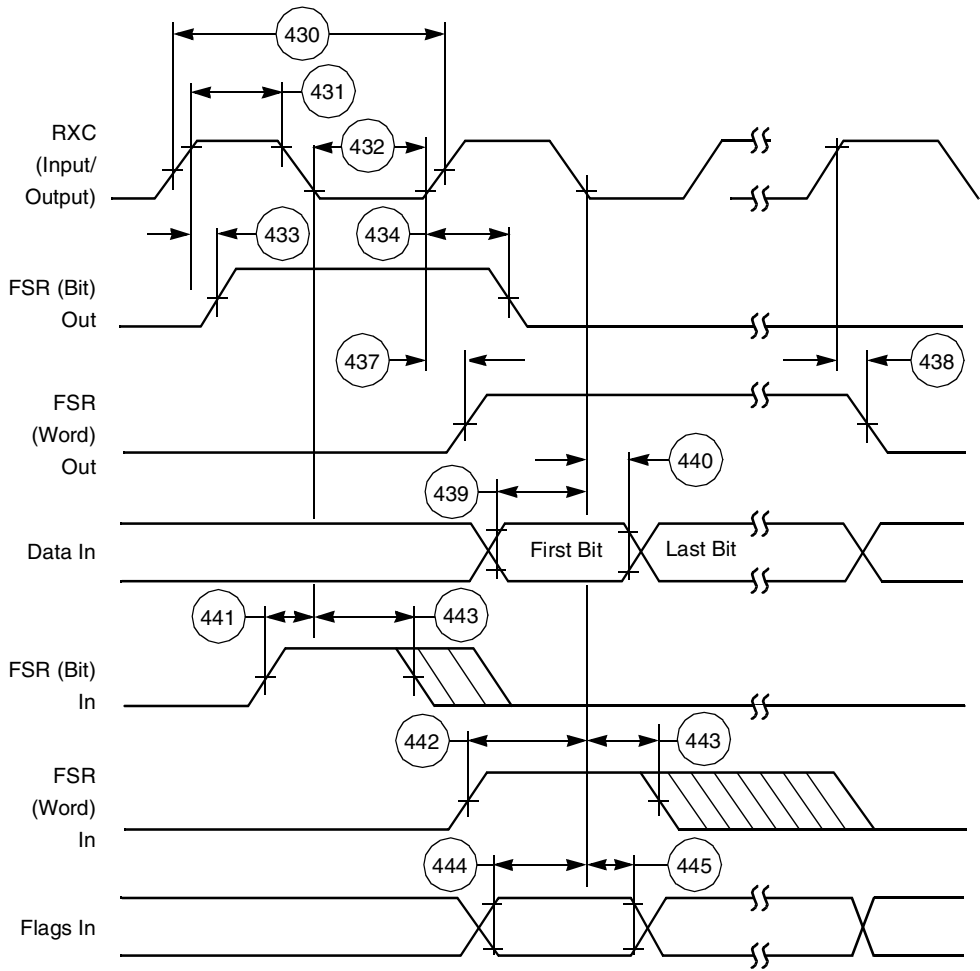 430
431
RXC
(Input/
Output)
432
433
434
FSR (Bit)
Out
437
438
FSR
(Word)
Out
439
440
Data In
First Bit
Last Bit
441
443
FSR (Bit)
In
442
443
FSR
(Word)
In
444
445
Flags In